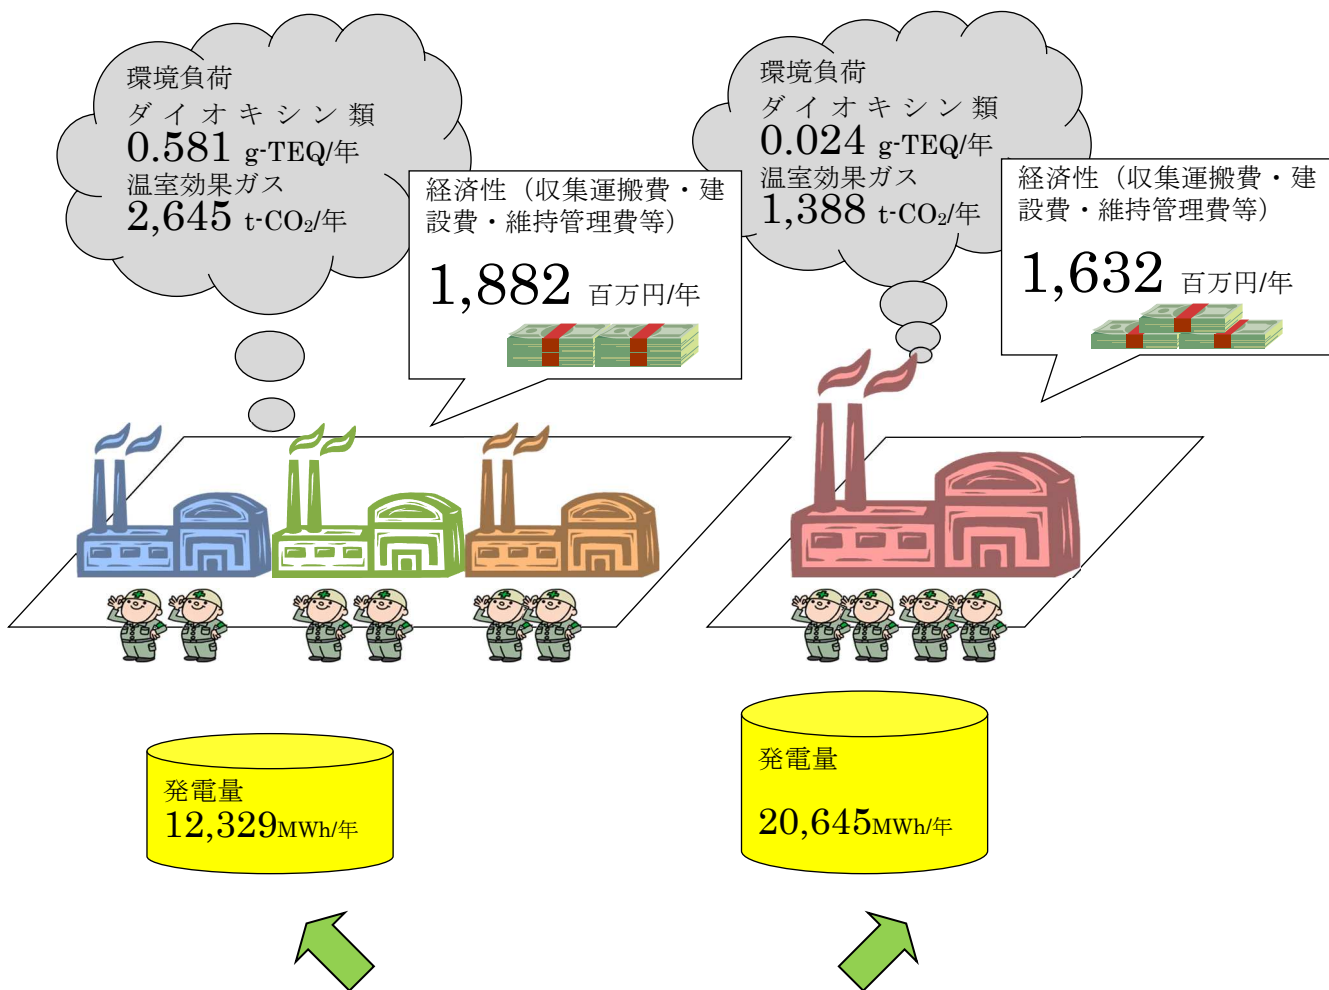 環境負荷
ダイオキシン類
0.581 g-TEQ/年
温室効果ガス
2,645 t-CO₂/年
経済性（収集運搬費・建
設費・維持管理費等）
1,882 百万円/年
環境負荷
ダイオキシン類
0.024 g-TEQ/年
温室効果ガス
1,388 t-CO₂/年
経済性（収集運搬費・建
設費・維持管理費等）
1,632 百万円/年
発電量
12,329MWh/年
発電量
20,645MWh/年